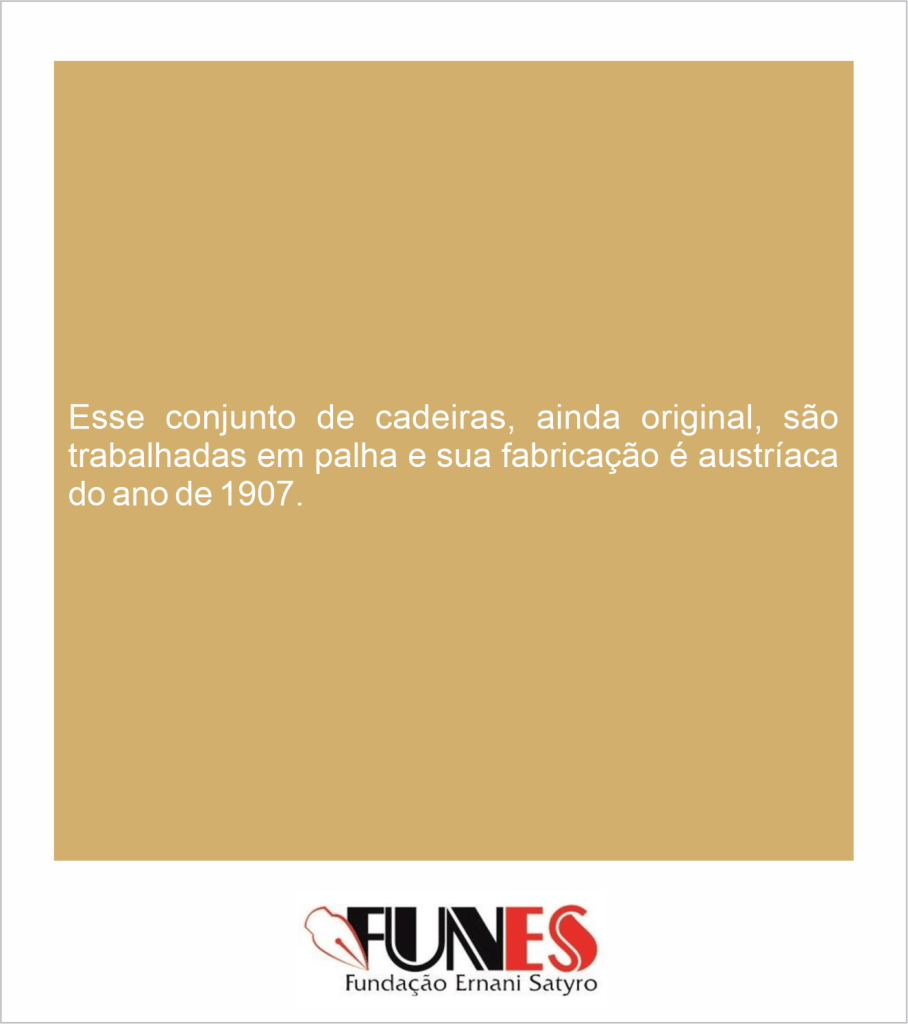 Esse conjunto de cadeiras, ainda original, são
trabalhadas em palha e sua fabricação é austríaca
do ano de 1907.
FUNES
Fundação Ernani Satyro